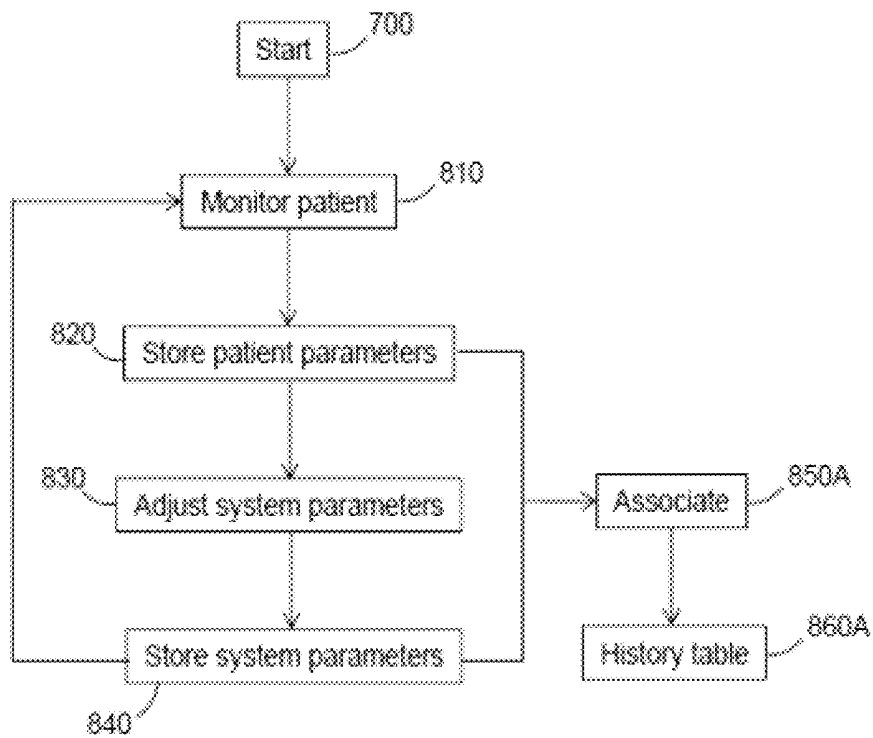 Start
700
Monitor patient
810
820
Store patient parameters
830
Adjust system parameters
Associate
850A
Store system parameters
840
History table
860A